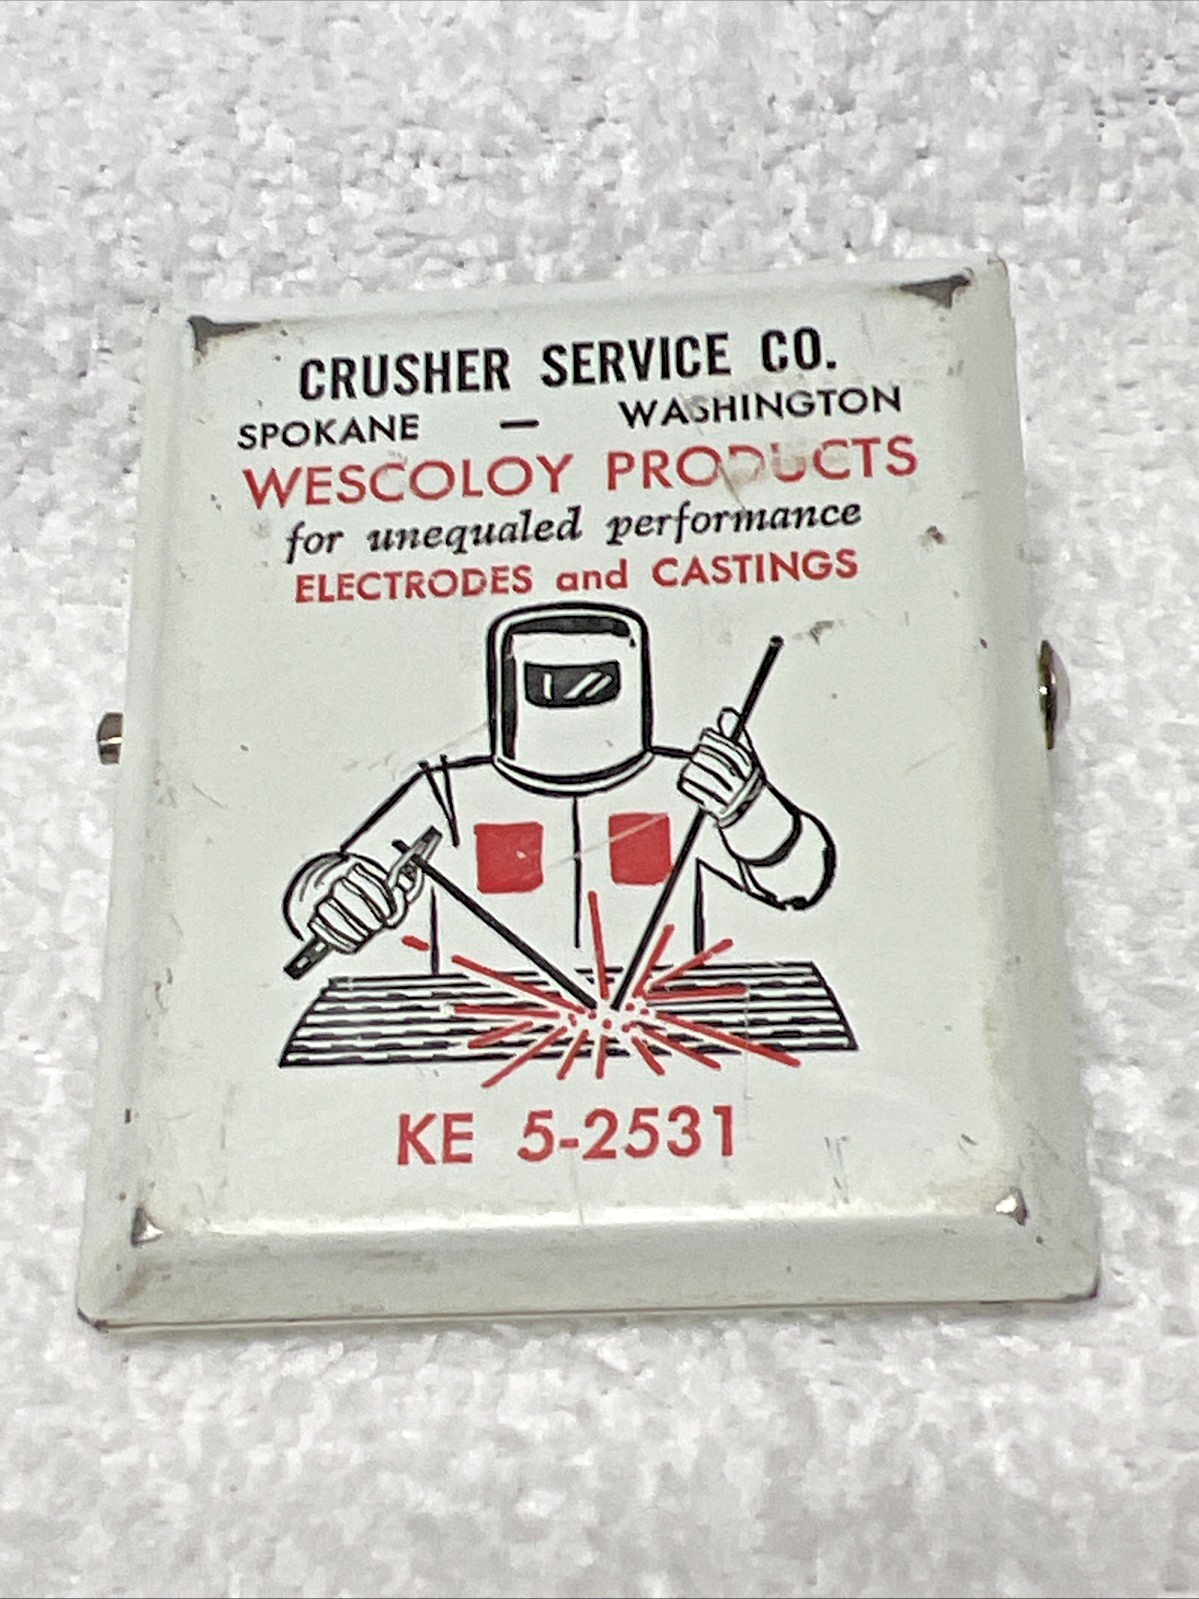 CRUSHER SERVICE CO.
SPOKANE — WASHINGTON
WESCOLOY PRODUCTS
for unequaled performance
ELECTRODES and CASTINGS
KE 5-2531